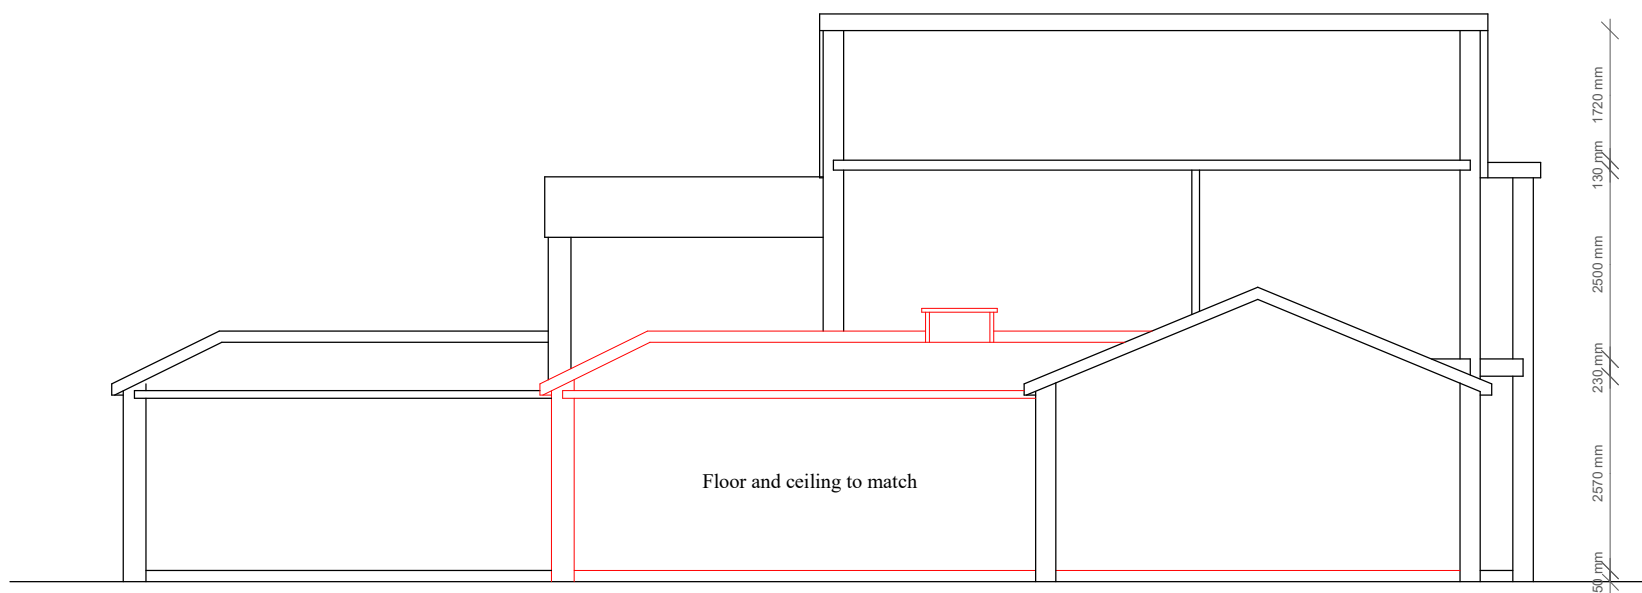 1720 mm
130 mm
2500 mm
230 mm
2570 mm
Floor and ceiling to match
50 mm